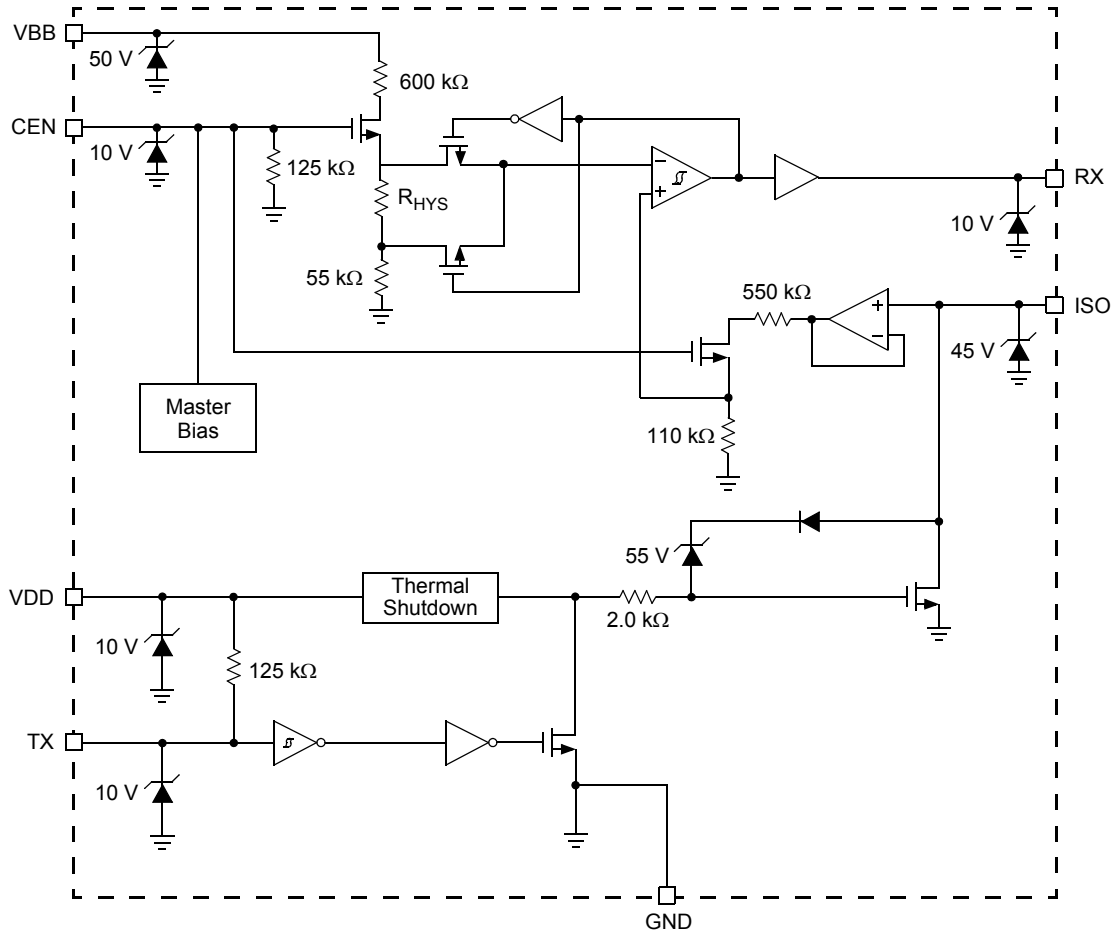 VBB
50 V
600 kΩ
CEN
10 V
125 kΩ
RHYS
55 kΩ
−
+
RX
10 V
550 kΩ
+
−
ISO
45 V
Master
Bias
110 kΩ
55 V
VDD
Thermal
Shutdown
2.0 kΩ
10 V
125 kΩ
TX
10 V
GND